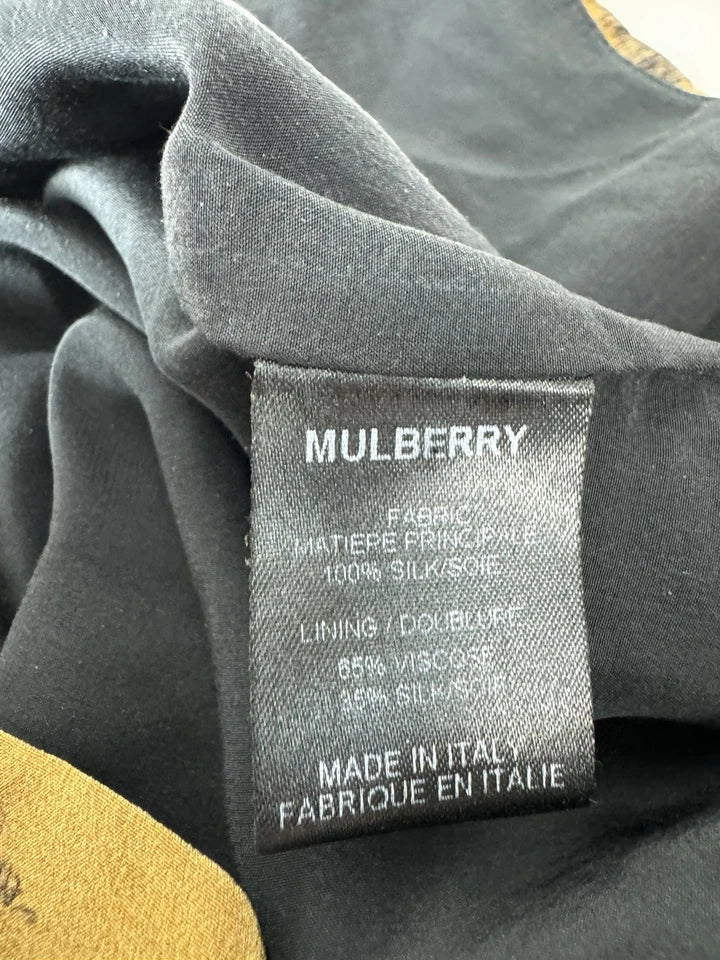 MULBERRY
FABRIC
MATIERE PRINCIPALE
100% SILK/SOIE
LINING / DOUBLURE
65% VISCOSE
35% SILK/SOIE
MADE IN ITALY
FABRIQUE EN ITALIE